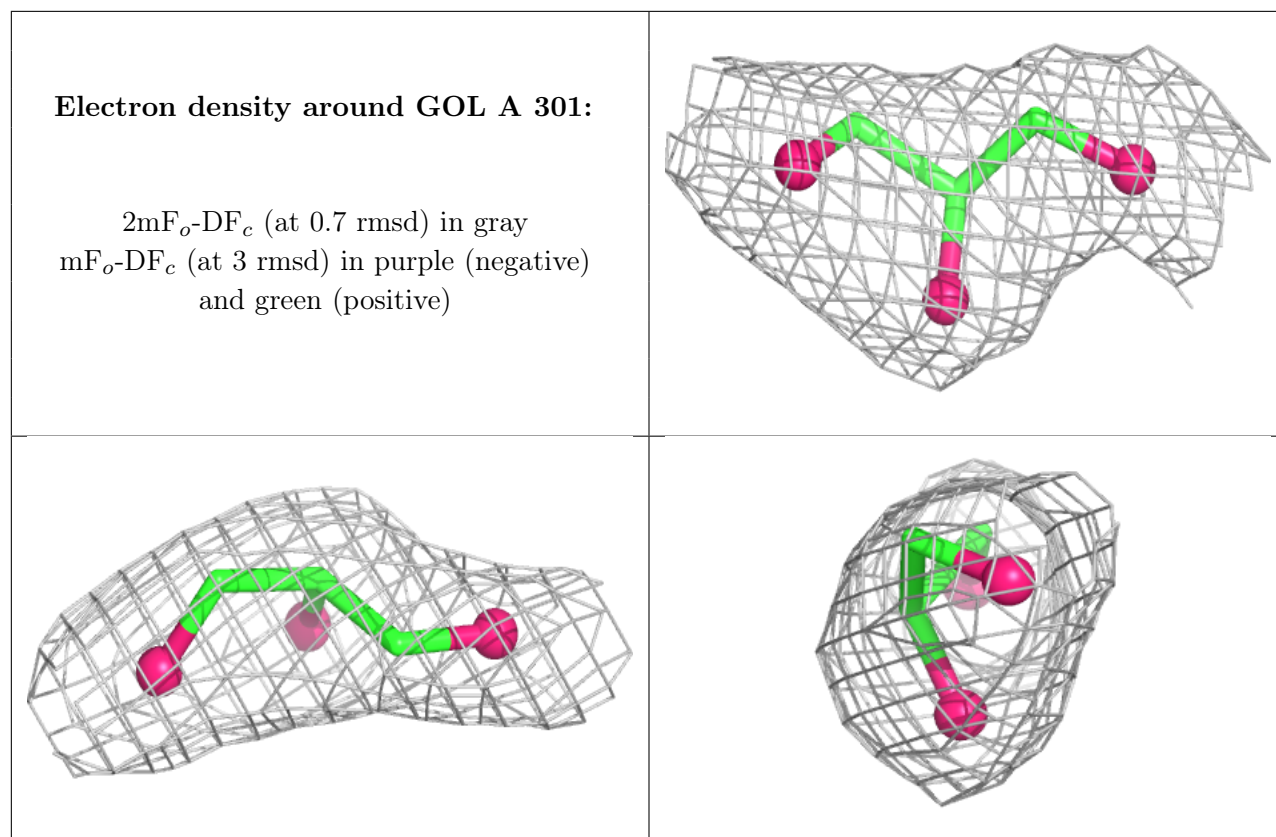 Electron density around GOL A 301:
2mFo-DFc (at 0.7 rmsd) in gray
mFo-DFc (at 3 rmsd) in purple (negative)
and green (positive)